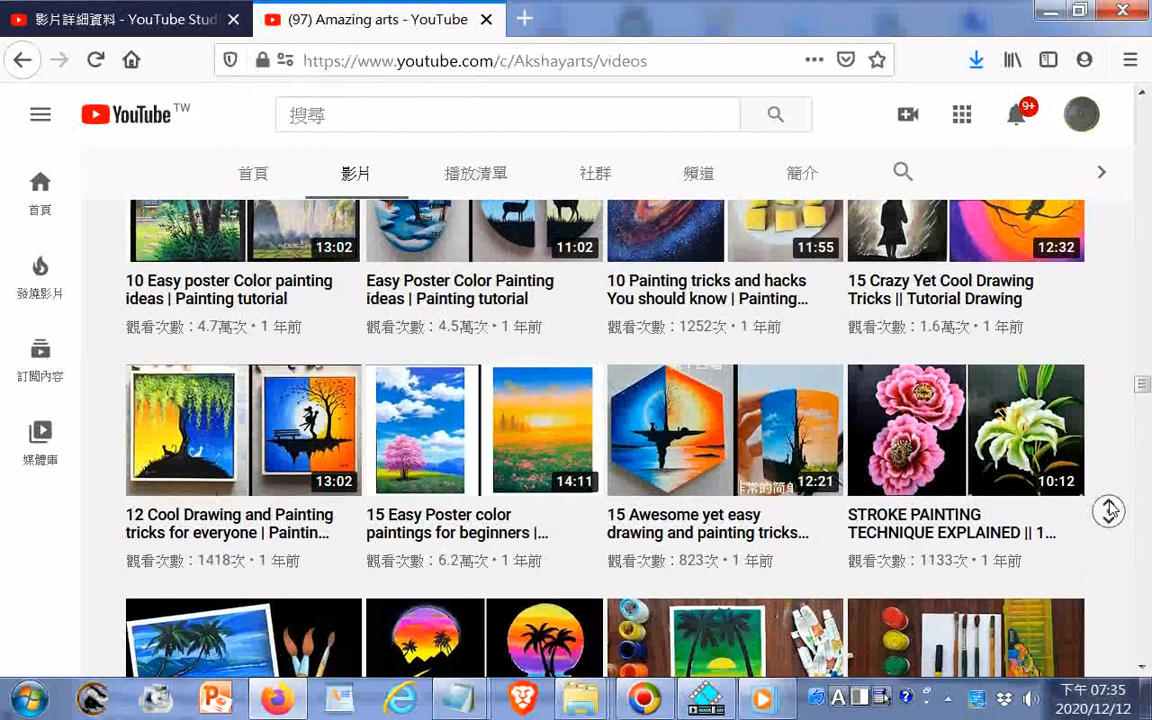 影片詳細資料 - YouTube Stud
(97) Amazing arts - YouTube
https://www.youtube.com/c/Akshayarts/videos
YouTube TW
搜尋
9+
首頁
影片
播放清單
社群
頻道
簡介
首頁
發燒影片
訂閱內容
媒體庫
13:02
11:02
11:55
12:32
10 Easy poster Color painting
ideas | Painting tutorial
觀看次數：4.7萬次 • 1 年前
Easy Poster Color Painting
ideas | Painting tutorial
觀看次數：4.5萬次 • 1 年前
10 Painting tricks and hacks
You should know | Painting...
觀看次數：1252次 • 1 年前
15 Crazy Yet Cool Drawing
Tricks || Tutorial Drawing
觀看次數：1.6萬次 • 1 年前
13:02
14:11
非常的简单
12:21
10:12
12 Cool Drawing and Painting
tricks for everyone | Paintin...
觀看次數：1418次 • 1 年前
15 Easy Poster color
paintings for beginners |...
觀看次數：6.2萬次 • 1 年前
15 Awesome yet easy
drawing and painting tricks...
觀看次數：823次 • 1 年前
STROKE PAINTING
TECHNIQUE EXPLAINED || 1...
觀看次數：1133次 • 1 年前
下午 07:35
2020/12/12